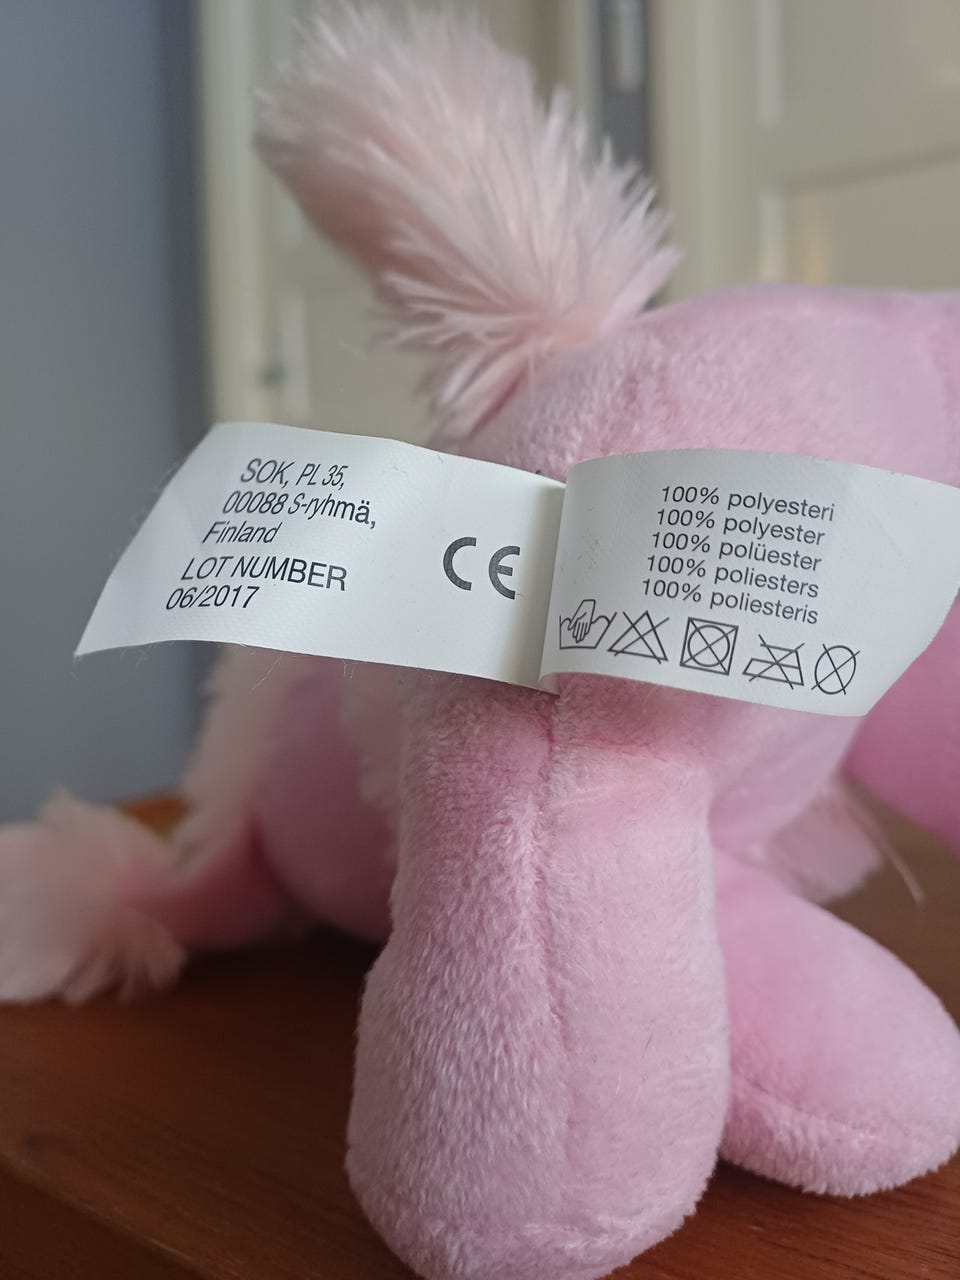 SOK, PL 35,
00088 S-ryhmä,
Finland
LOT NUMBER
06/2017
CE
100% polyesteri
100% polyester
100% polüester
100% poliesters
100% poliesteris